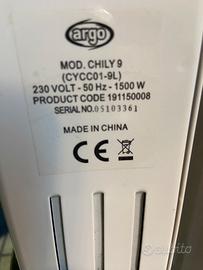 argo
MOD. CHILY 9
(CYCC01-9L)
230 VOLT - 50 Hz - 1500 W
PRODUCT CODE 191150008
SERIAL NO. 05103361
MADE IN CHINA
CE
subito